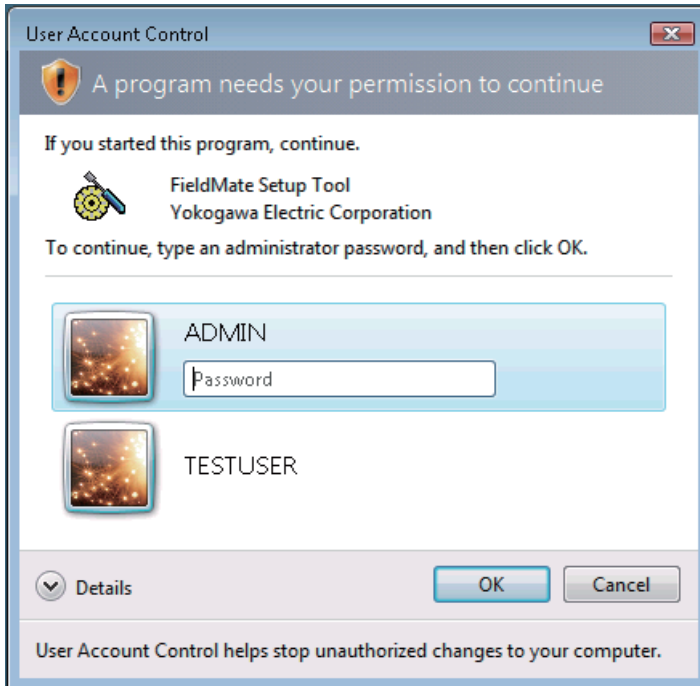 User Account Control
A program needs your permission to continue
If you started this program, continue.
FieldMate Setup Tool
Yokogawa Electric Corporation
To continue, type an administrator password, and then click OK.
ADMIN
Password
TESTUSER
Details
OK
Cancel
User Account Control helps stop unauthorized changes to your computer.